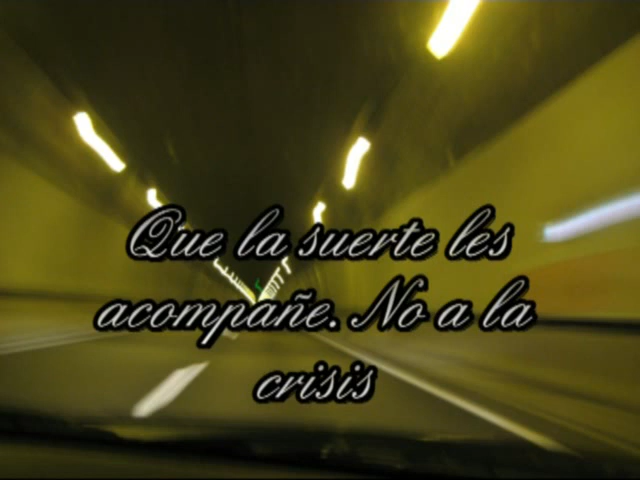 Que la suerte les
acompañe. No a la
crisis